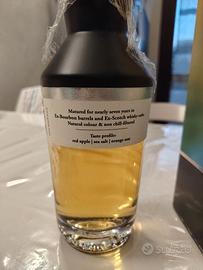 Matured for nearly seven years in
Ex-Bourbon barrels and Ex-Scotch whisky casks
Natural colour & non chill-filtered
Taste profile:
red apple | sea salt | orange zest
subito